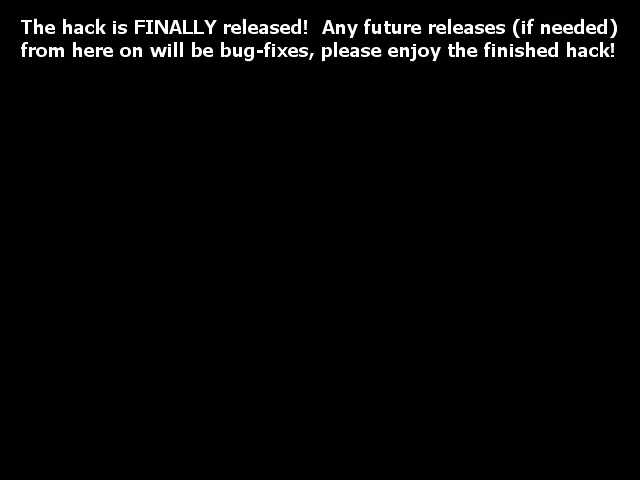 The hack is FINALLY released!  Any future releases (if needed)
from here on will be bug-fixes, please enjoy the finished hack!